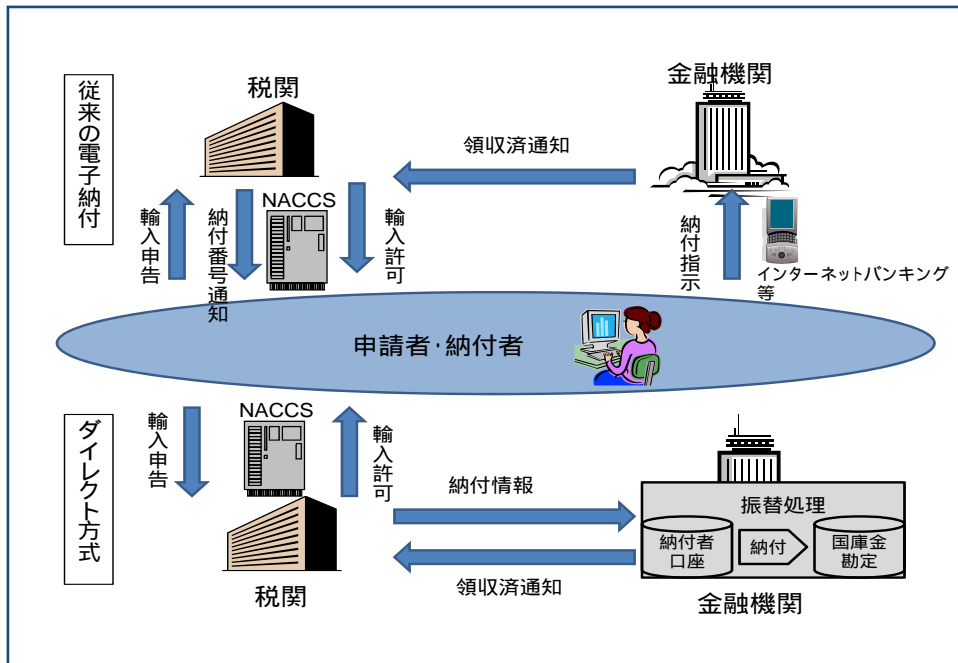 従来の電子納付
税関
金融機関
領収済通知
NACCS
輸入申告
納付番号通知
輸入許可
納付指示
インターネットバンキング
等
申請者・納付者
ダイレクト方式
輸入申告
NACCS
輸入許可
税関
納付情報
領収済通知
振替処理
納付者
口座
納付
国庫金
勘定
金融機関